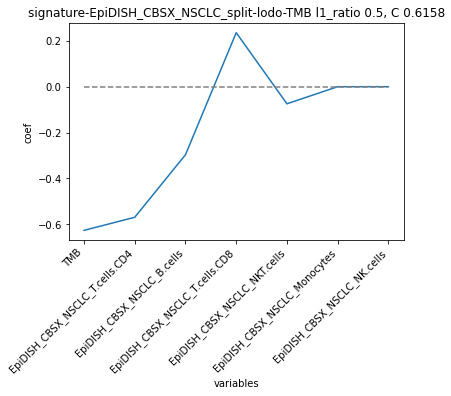 signature-EpiDISH_CBSX_NSCLC_split-lodo-TMB l1_ratio 0.5, C 0.6158
0.2
0.0
−0.2
−0.4
−0.6
coef
TMB
EpiDISH_CBSX_NSCLC_T.cells.CD4
EpiDISH_CBSX_NSCLC_B.cells
EpiDISH_CBSX_NSCLC_T.cells.CD8
EpiDISH_CBSX_NSCLC_NKT.cells
EpiDISH_CBSX_NSCLC_Monocytes
EpiDISH_CBSX_NSCLC_NK.cells
variables